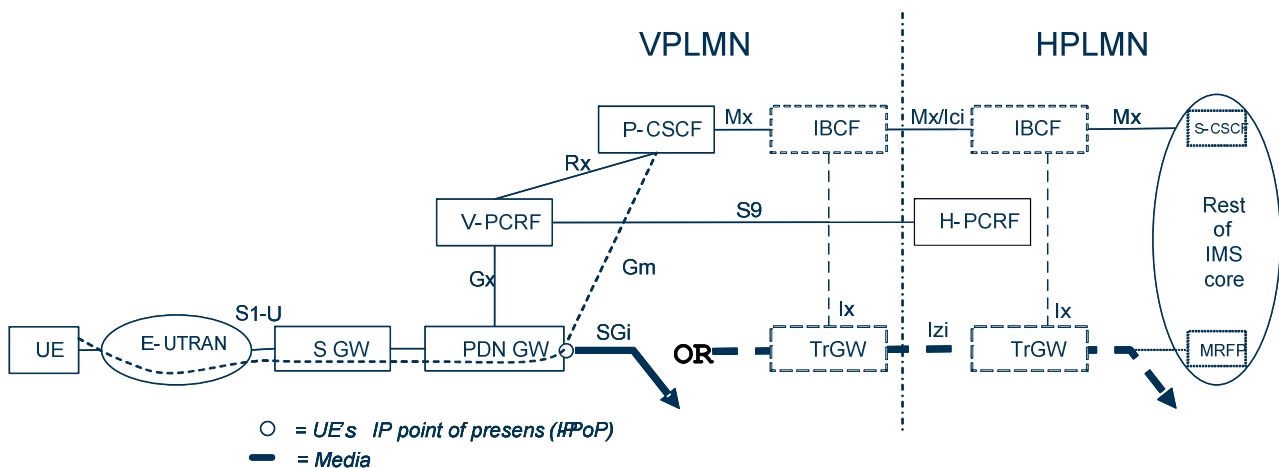 VPLMN
HPLMN
P-CSCF
Mx
IBCF
Mx/Ici
IBCF
Mx
S-CSCF
Rx
V-PCRF
S9
H-PCRF
Rest
of
IMS
core
Gx
Gm
S1-U
Ix
Ix
UE
E-UTRAN
S GW
PDN GW
SGi
OR
TrGW
Izi
TrGW
MRFP
= UE's IP point of presens (IP PoP)
= Media